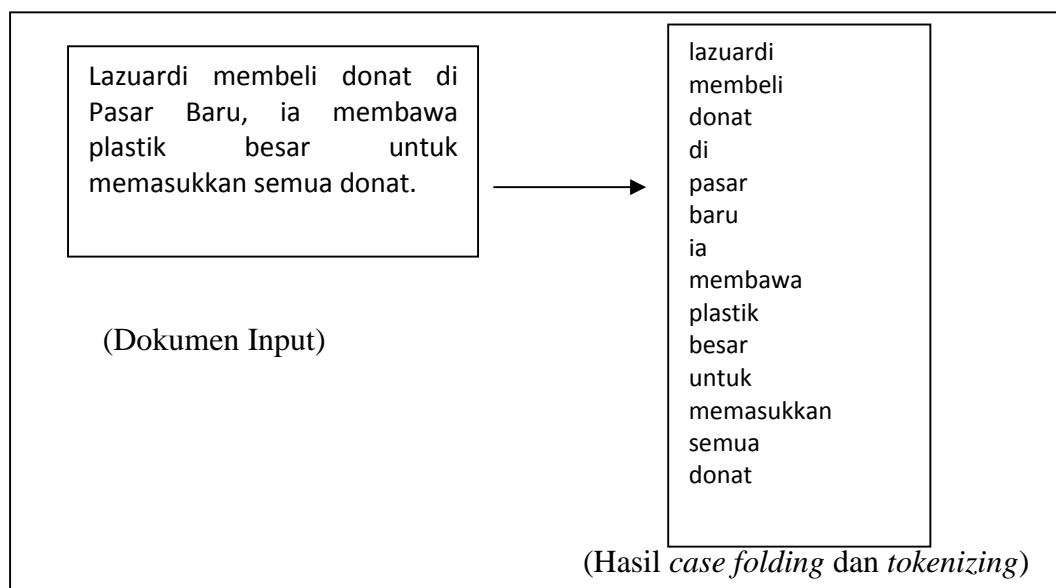 Lazuardi membeli donat di
Pasar Baru, ia membawa
plastik besar untuk
memasukkan semua donat.
(Dokumen Input)
lazuardi
membeli
donat
di
pasar
baru
ia
membawa
plastik
besar
untuk
memasukkan
semua
donat
(Hasil case folding dan tokenizing)